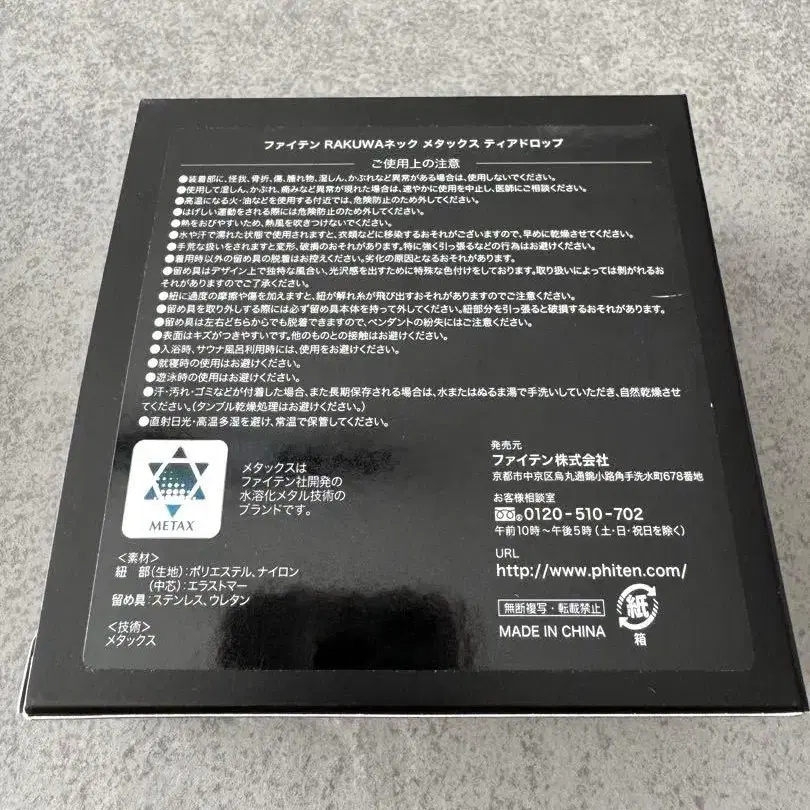 ファイテン RAKUWAネック メタックス ティアドロップ
ご使用上の注意
●装着部に、怪我、骨折、傷、腫れ物、湿しん、かぶれなど異常がある場合は、使用しないでください。
●使用して湿しん、かぶれ、痛みなど異常が現れた場合は、速やかに使用を中止し、医師にご相談ください。
●高温になる火・油などを使用する付近では、危険防止のため外してください。
●はげしい運動をされる際には危険防止のため外してください。
●熱をおびやすいため、熱風を吹きつけないでください。
●水や汗で濡れた状態で使用されますと、衣類などに移染するおそれがございますので、早めに乾燥させてください。
●手荒な扱いをされますと変形、破損のおそれがあります。特に強く引っ張るなどの行為はお避けください。
●着用時以外の留め具の脱着はお控えください。劣化の原因となるおそれがあります。
●留め具はデザイン上で独特な風合い、光沢感を出すために特殊な色付けをしております。取り扱いによっては剥がれるお
それがありますのでご了承ください。
●紐に過度の摩擦や傷を加えますと、紐が解れ糸が飛び出すおそれがありますのでご注意ください。
●留め具を取り外しする際には必ず留め具本体を持って外してください。紐部分を引っ張ると破損するおそれがあります。
●留め具は左右どちらからでも脱着できますので、ペンダントの紛失にはご注意ください。
●表面はキズがつきやすいです。他のものとの接触はお避けください。
●入浴時、サウナ風呂利用時には、使用をお避けください。
●就寝時の使用はお避けください。
●遊泳時の使用はお避けください。
●汗・汚れ・ゴミなどが付着した場合、また長期保存される場合は、水またはぬるま湯で手洗いしていただき、自然乾燥させ
てください。(タンブル乾燥処理はお避けください。)
●直射日光・高温多湿を避け、常温で保管してください。
METAX
メタックスは
ファイテン社開発の
水溶化メタル技術の
ブランドです。
<素材>
紐 部(生地):ポリエステル、ナイロン
(中芯):エラストマー
留め具:ステンレス、ウレタン
<技術>
メタックス
発売元
ファイテン株式会社
京都市中京区烏丸通錦小路角手洗水町678番地
お客様相談室
0120-510-702
午前10時〜午後5時(土・日・祝日を除く)
URL
http://www.phiten.com/
無断複写・転載禁止
MADE IN CHINA
紙
箱